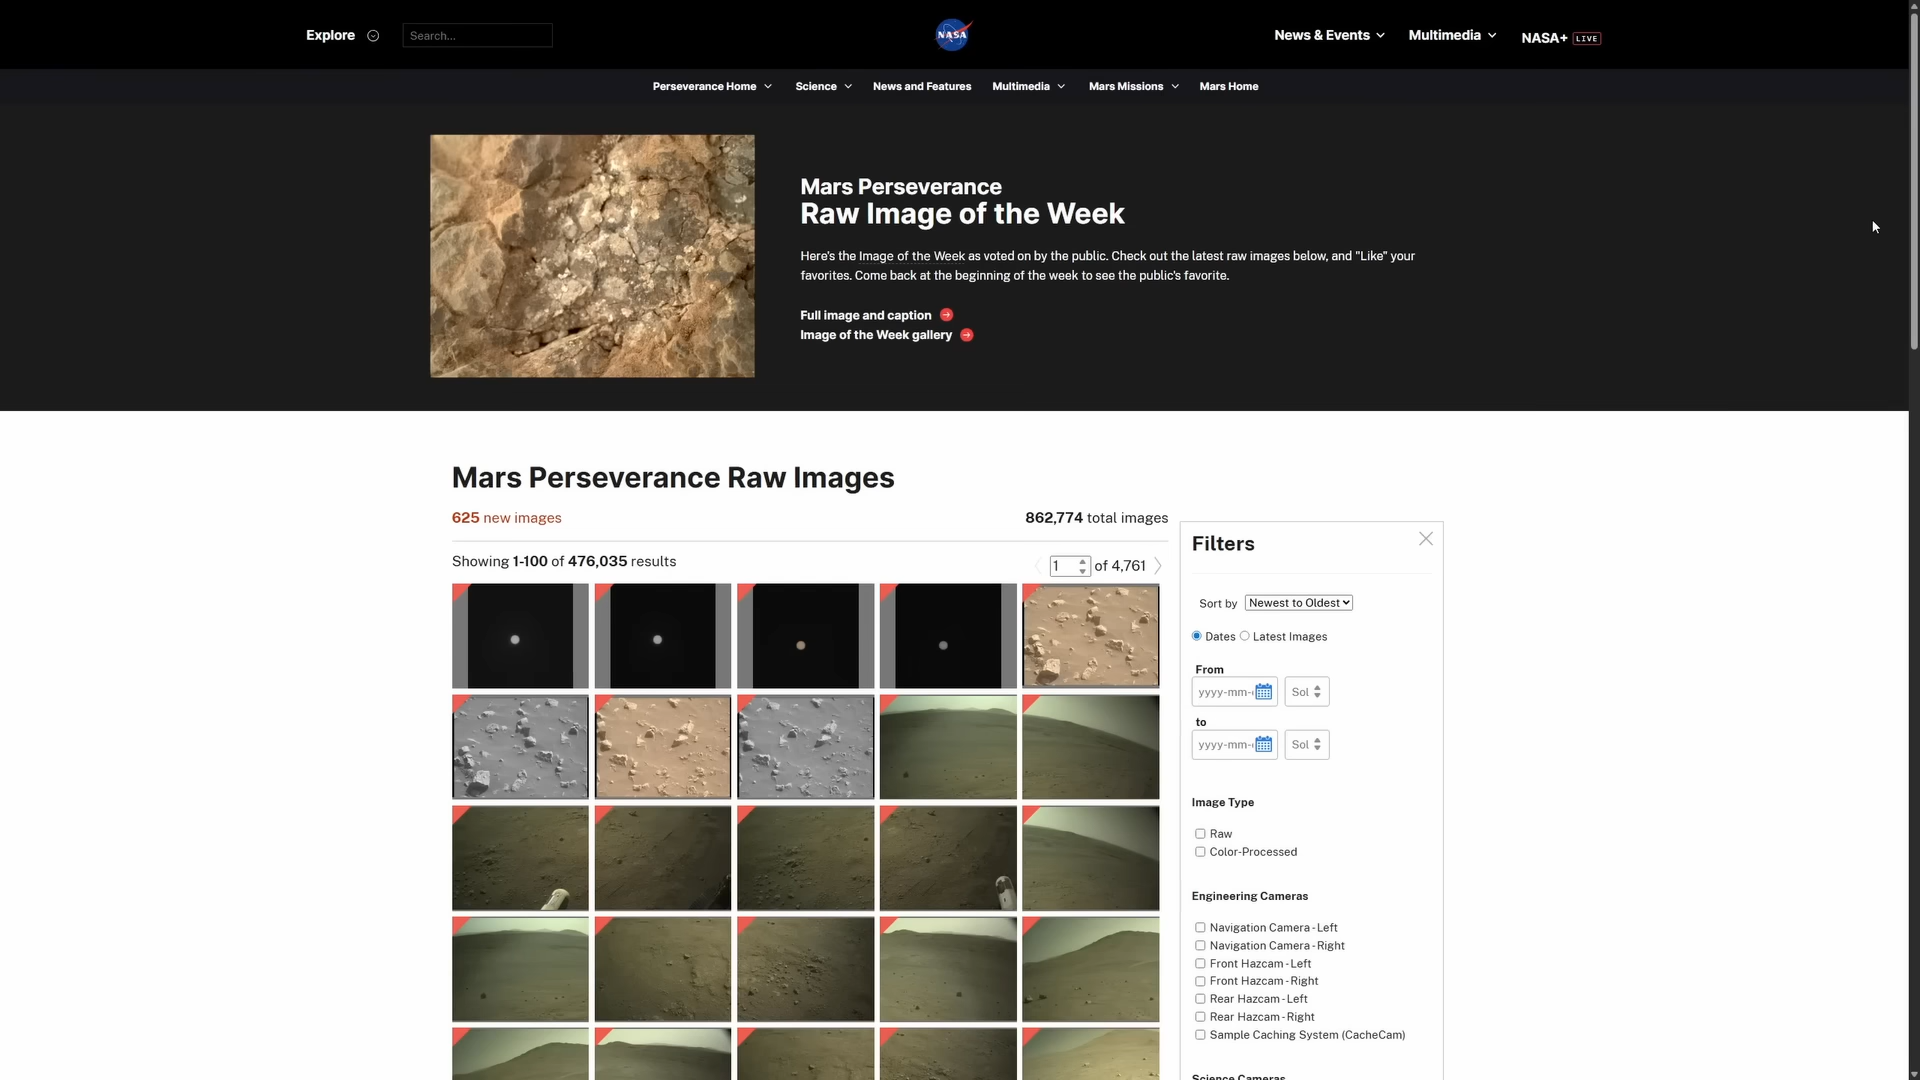 Explore
Search...
NASA
News & Events
Multimedia
NASA+ LIVE
Perseverance Home
Science
News and Features
Multimedia
Mars Missions
Mars Home
Mars Perseverance
Raw Image of the Week
Here's the Image of the Week as voted on by the public. Check out the latest raw images below, and "Like" your
favorites. Come back at the beginning of the week to see the public's favorite.
Full image and caption
Image of the Week gallery
Mars Perseverance Raw Images
625 new images
862,774 total images
Showing 1-100 of 476,035 results
1 of 4,761
Filters
Sort by Newest to Oldest
Dates Latest Images
From
yyyy-mm- Sol
to
yyyy-mm- Sol
Image Type
Raw
Color-Processed
Engineering Cameras
Navigation Camera - Left
Navigation Camera - Right
Front Hazcam - Left
Front Hazcam - Right
Rear Hazcam - Left
Rear Hazcam - Right
Sample Caching System (CacheCam)
Science Cameras